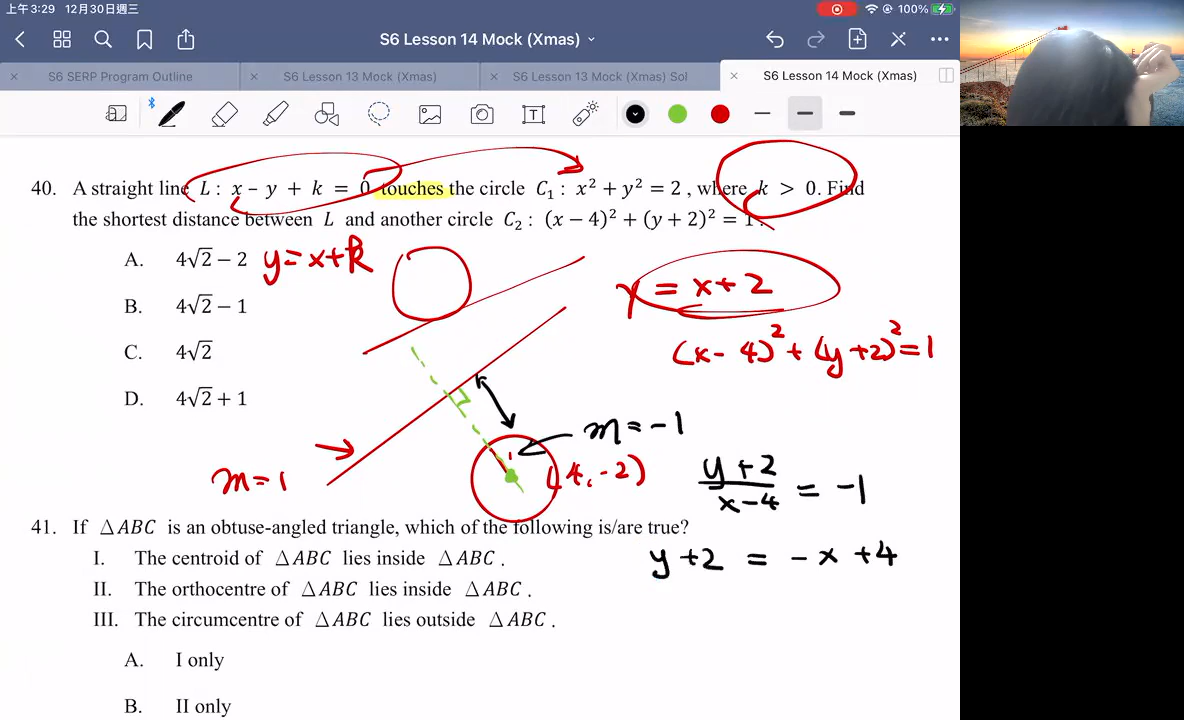 上午3:29 12月30日週三
100%
S6 Lesson 14 Mock (Xmas)
S6 SERP Program Outline
S6 Lesson 13 Mock (Xmas)
S6 Lesson 13 Mock (Xmas) Sol
S6 Lesson 14 Mock (Xmas)
40. A straight line L : x − y + k = 0 touches the circle C₁ : x² + y² = 2 , where k > 0. Find
the shortest distance between L and another circle C₂ : (x − 4)² + (y + 2)² = 1 .
A. 4√2 − 2
y = x + k
B. 4√2 − 1
y = x + 2
C. 4√2
(x − 4)² + (y + 2)² = 1
D. 4√2 + 1
m = −1
m = 1
1
(4, −2)
(y + 2)/(x − 4) = −1
41. If △ABC is an obtuse-angled triangle, which of the following is/are true?
y + 2 = −x + 4
I. The centroid of △ABC lies inside △ABC .
II. The orthocentre of △ABC lies inside △ABC .
III. The circumcentre of △ABC lies outside △ABC .
A. I only
B. II only